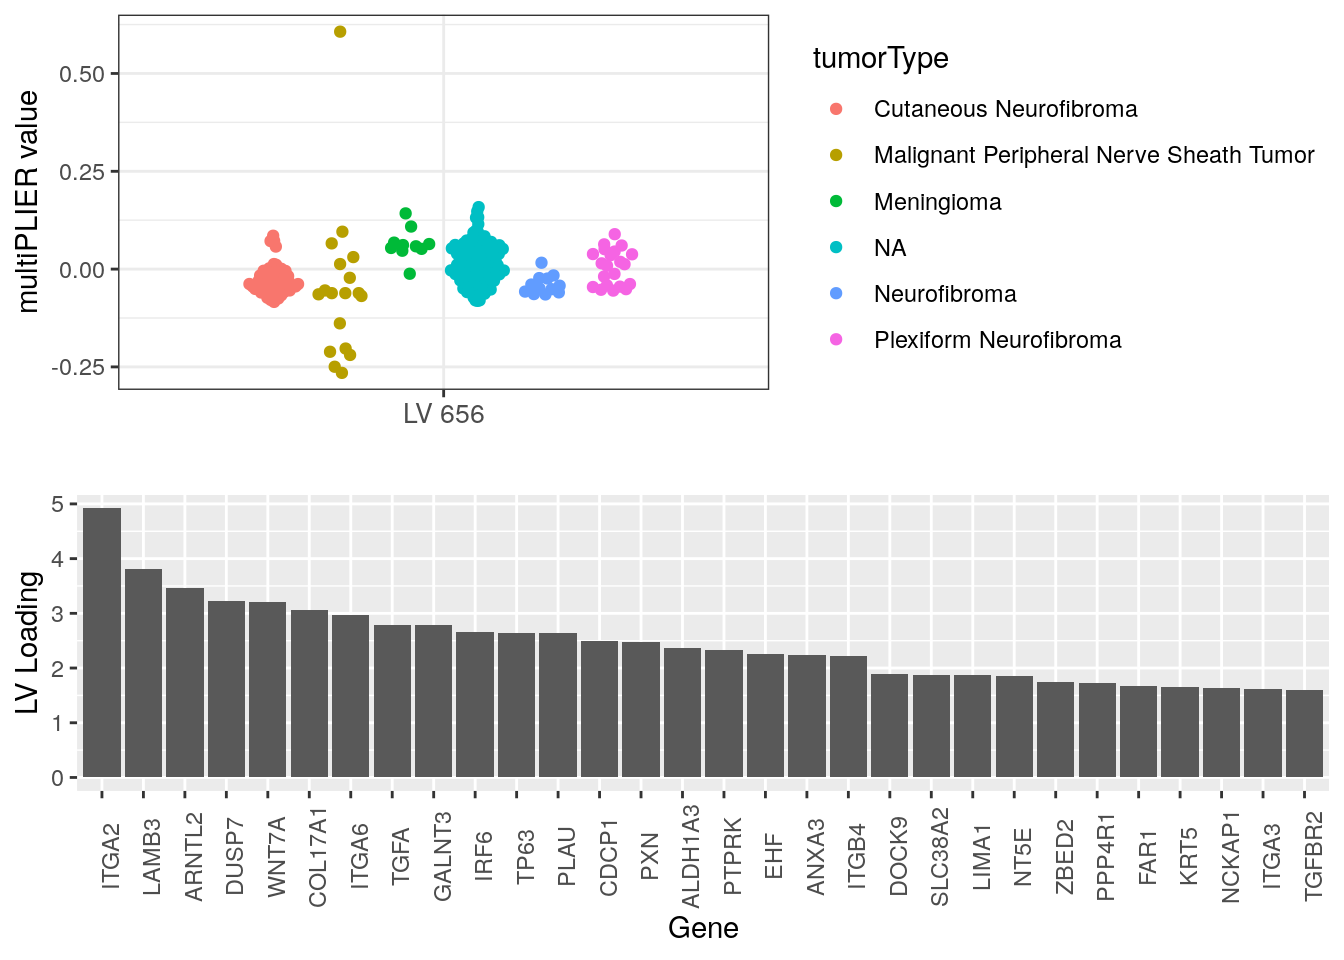 multiPLIER value
0.50
0.25
0.00
-0.25
LV 656
tumorType
Cutaneous Neurofibroma
Malignant Peripheral Nerve Sheath Tumor
Meningioma
NA
Neurofibroma
Plexiform Neurofibroma
LV Loading
5
4
3
2
1
0
ITGA2
LAMB3
ARNTL2
DUSP7
WNT7A
COL17A1
ITGA6
TGFA
GALNT3
IRF6
TP63
PLAU
CDCP1
PXN
ALDH1A3
PTPRK
EHF
ANXA3
ITGB4
DOCK9
SLC38A2
LIMA1
NT5E
ZBED2
PPP4R1
FAR1
KRT5
NCKAP1
ITGA3
TGFBR2
Gene